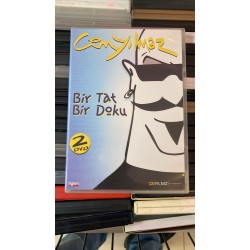 Cem Yılmaz
Bir Tat
Bir Doku
2
DVD